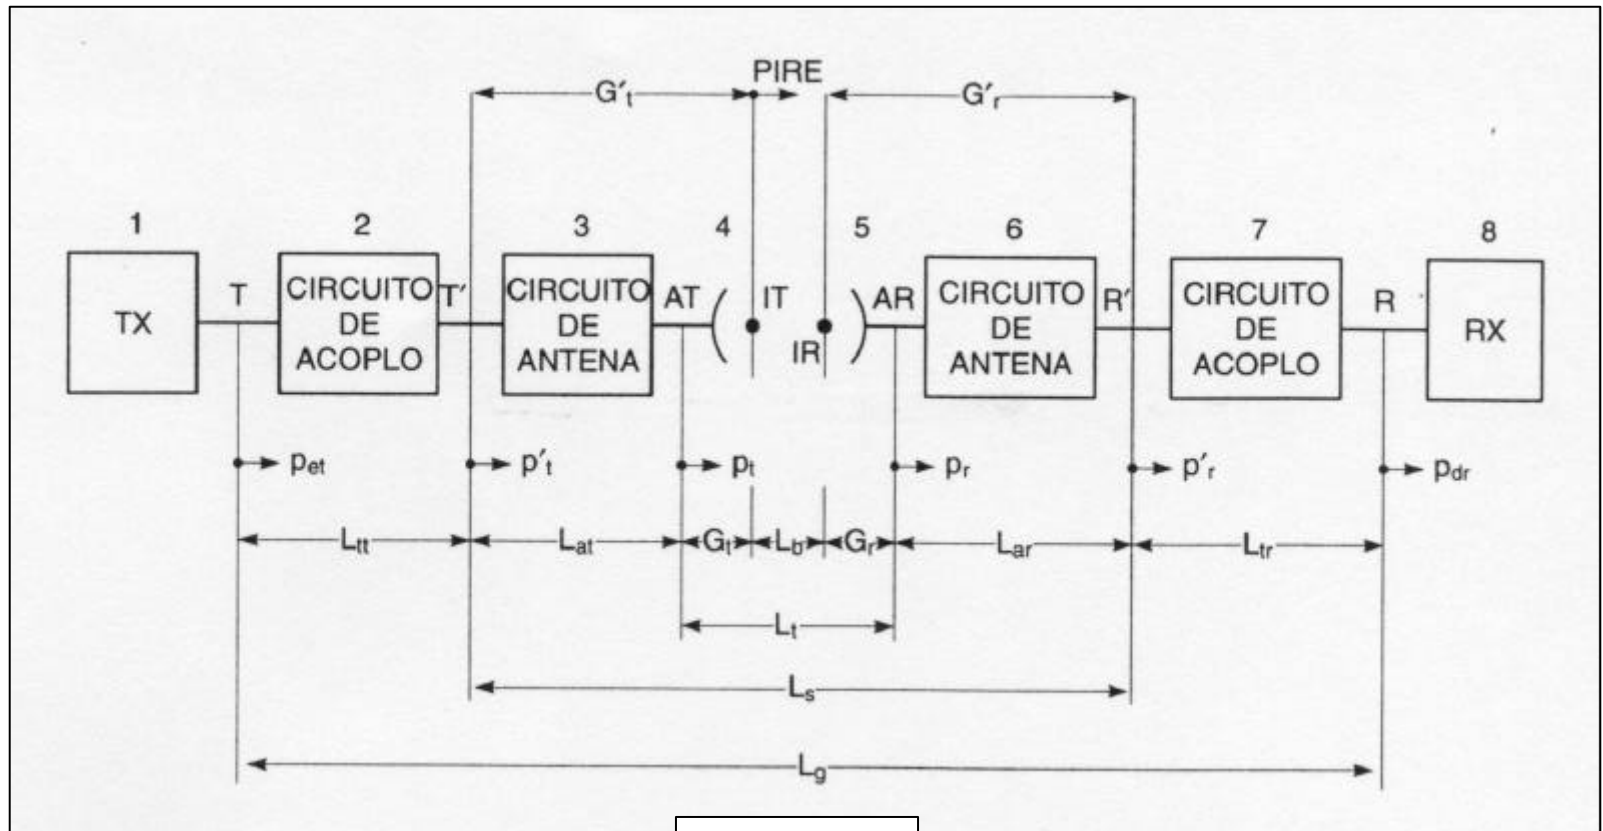 PIRE
G't
G'r
1
2
3
4
5
6
7
8
TX
T
CIRCUITO
DE
ACOPLO
T'
CIRCUITO
DE
ANTENA
AT
IT
IR
AR
CIRCUITO
DE
ANTENA
R'
CIRCUITO
DE
ACOPLO
R
RX
pet
p't
pt
pr
p'r
pdr
Ltt
Lat
Gt
Lb
Gr
Lar
Ltr
Lt
Ls
Lg